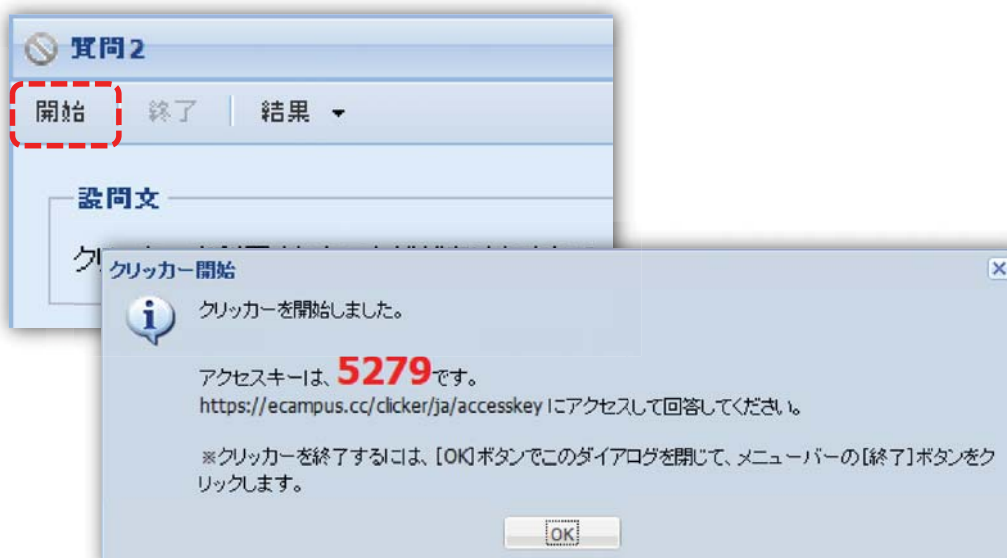 質問2
開始 終了 結果
設問文
クリッカー開始
クリッカーを開始しました。
アクセスキーは、5279です。
https://ecampus.cc/clicker/ja/accesskey にアクセスして回答してください。
※クリッカーを終了するには、[OK]ボタンでこのダイアログを閉じて、メニューバーの[終了]ボタンをク
リックします。
OK